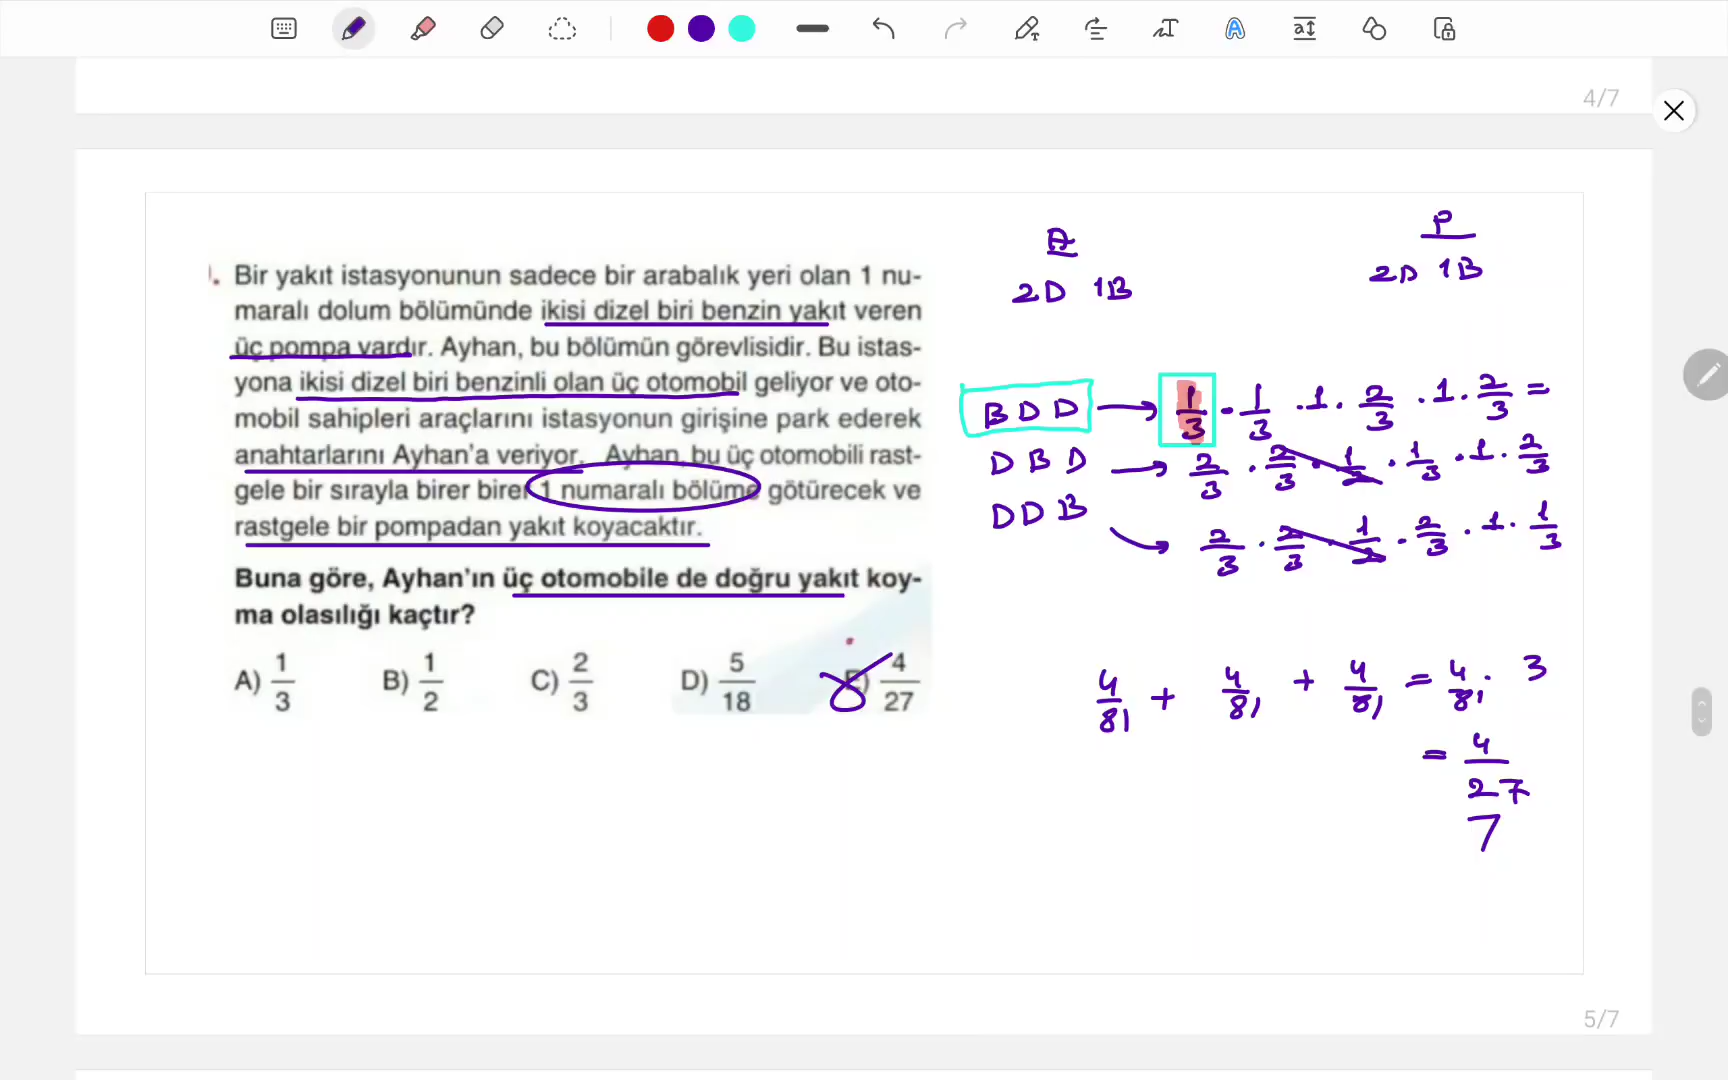 4/7
. Bir yakıt istasyonunun sadece bir arabalık yeri olan 1 nu-
maralı dolum bölümünde ikisi dizel biri benzin yakıt veren
üç pompa vardır. Ayhan, bu bölümün görevlisidir. Bu istas-
yona ikisi dizel biri benzinli olan üç otomobil geliyor ve oto-
mobil sahipleri araçlarını istasyonun girişine park ederek
anahtarlarını Ayhan'a veriyor. Ayhan, bu üç otomobili rast-
gele bir sırayla birer birer 1 numaralı bölüme götürecek ve
rastgele bir pompadan yakıt koyacaktır.
Buna göre, Ayhan'ın üç otomobile de doğru yakıt koy-
ma olasılığı kaçtır?
A) 1/3 B) 1/2 C) 2/3 D) 5/18 E) 4/27
A P
2D 1B 2D 1B
B D D → 1/3 · 1/3 · 1 · 2/3 · 1 · 2/3 =
D B D → 2/3 · 2/3 · 1/2 · 1/3 · 1 · 2/3
D D B → 2/3 · 2/3 · 1/2 · 2/3 · 1 · 1/3
4/81 + 4/81 + 4/81 = 4/81 · 3
= 4/27
5/7